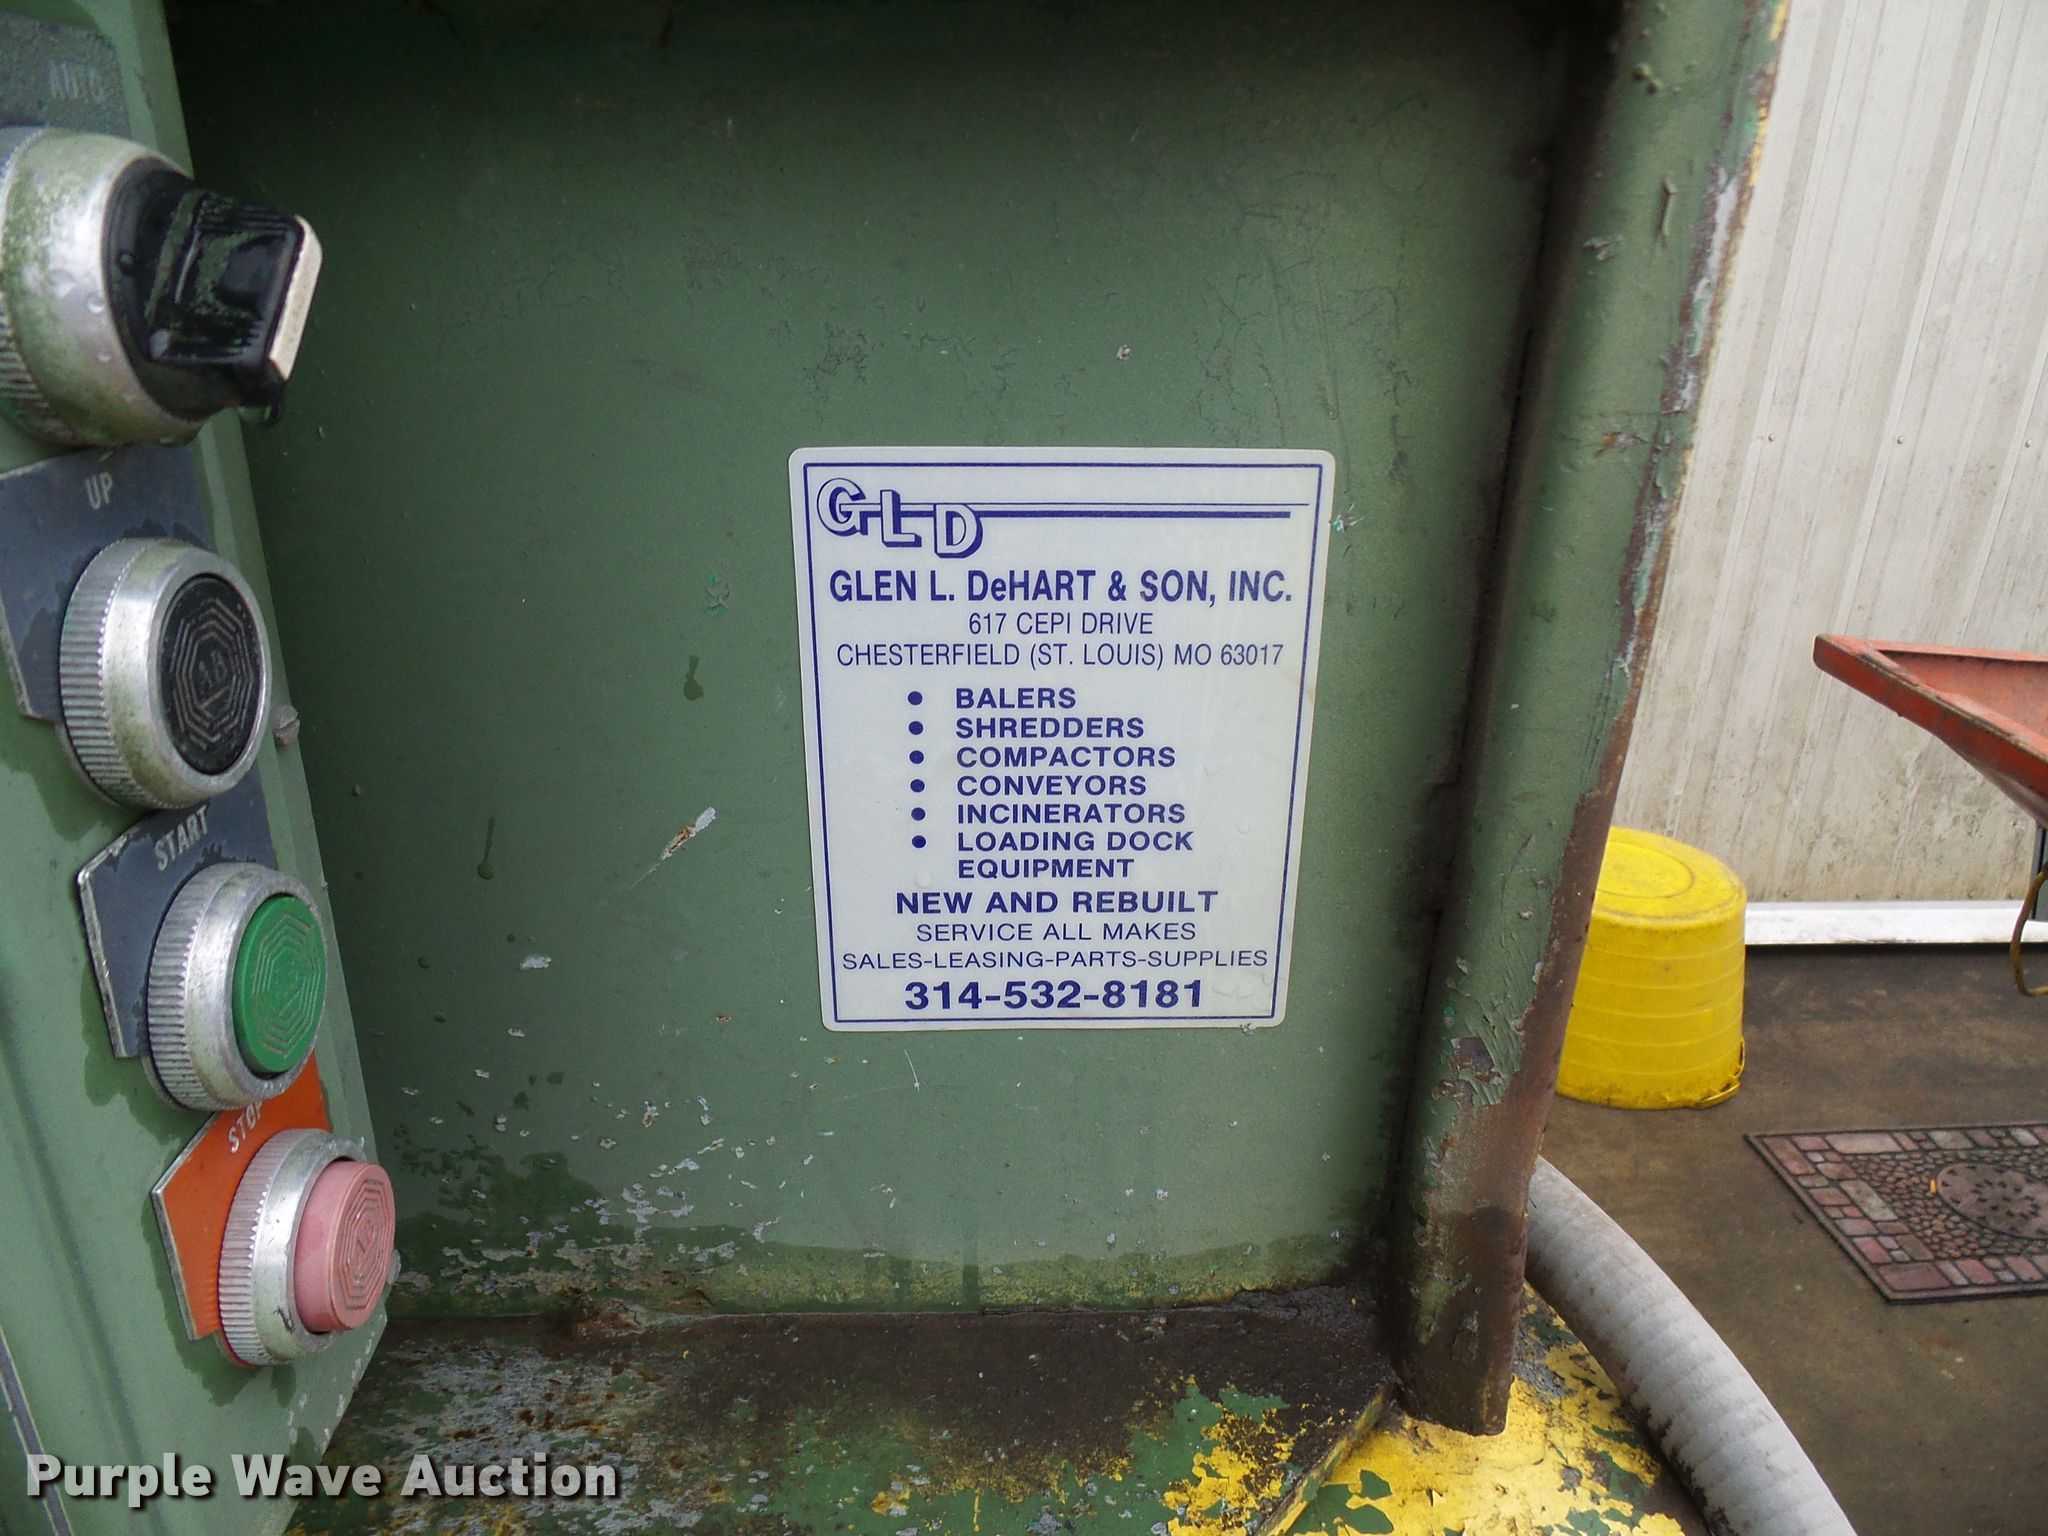 AUTO
UP
START
STOP
GLD
GLEN L. DeHART & SON, INC.
617 CEPI DRIVE
CHESTERFIELD (ST. LOUIS) MO 63017
• BALERS
• SHREDDERS
• COMPACTORS
• CONVEYORS
• INCINERATORS
• LOADING DOCK
EQUIPMENT
NEW AND REBUILT
SERVICE ALL MAKES
SALES-LEASING-PARTS-SUPPLIES
314-532-8181
Purple Wave Auction